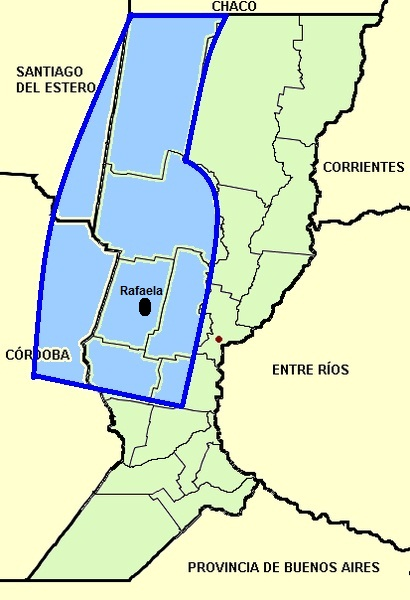 CHACO
SANTIAGO
DEL ESTERO
CORRIENTES
Rafaela
CÓRDOBA
ENTRE RÍOS
PROVINCIA DE BUENOS AIRES